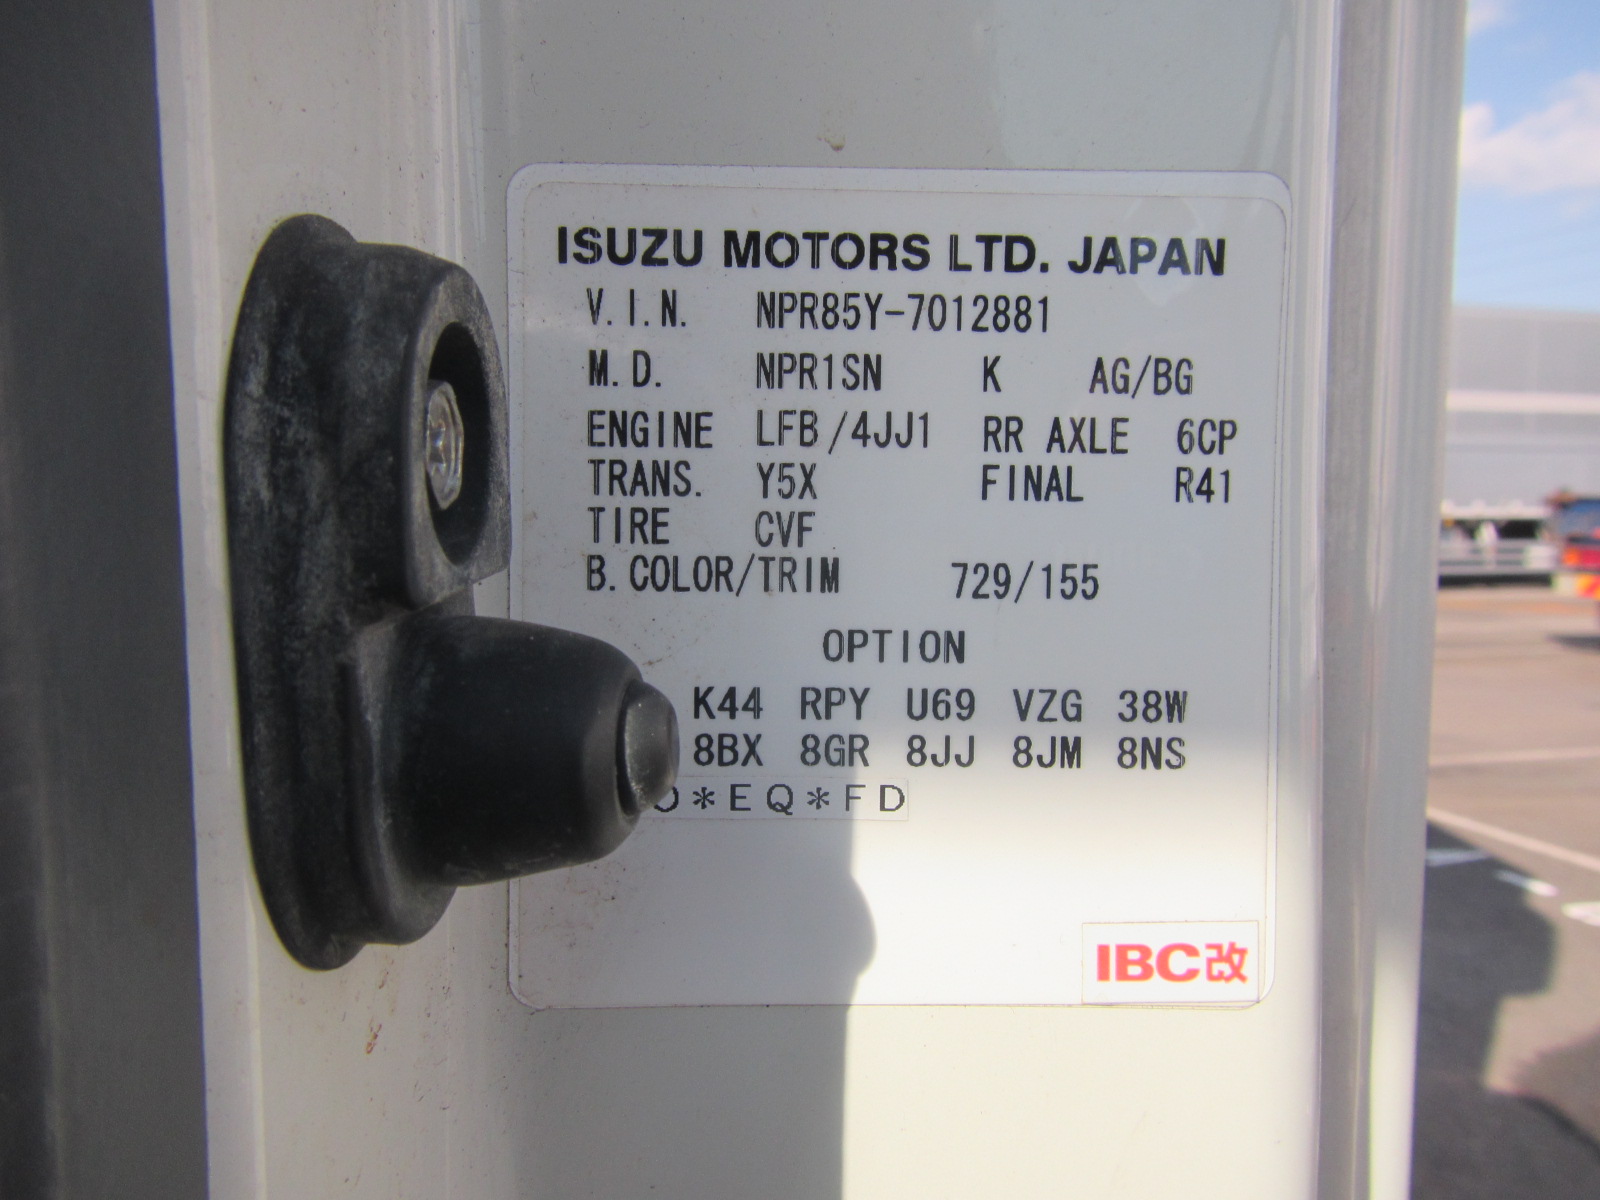 ISUZU MOTORS LTD. JAPAN
V.I.N. NPR85Y-7012881
M.D. NPR1SN K AG/BG
ENGINE LFB/4JJ1 RR AXLE 6CP
TRANS. Y5X FINAL R41
TIRE CVF
B.COLOR/TRIM 729/155
OPTION
K44 RPY U69 VZG 38W
8BX 8GR 8JJ 8JM 8NS
*EQ*FD
IBC改